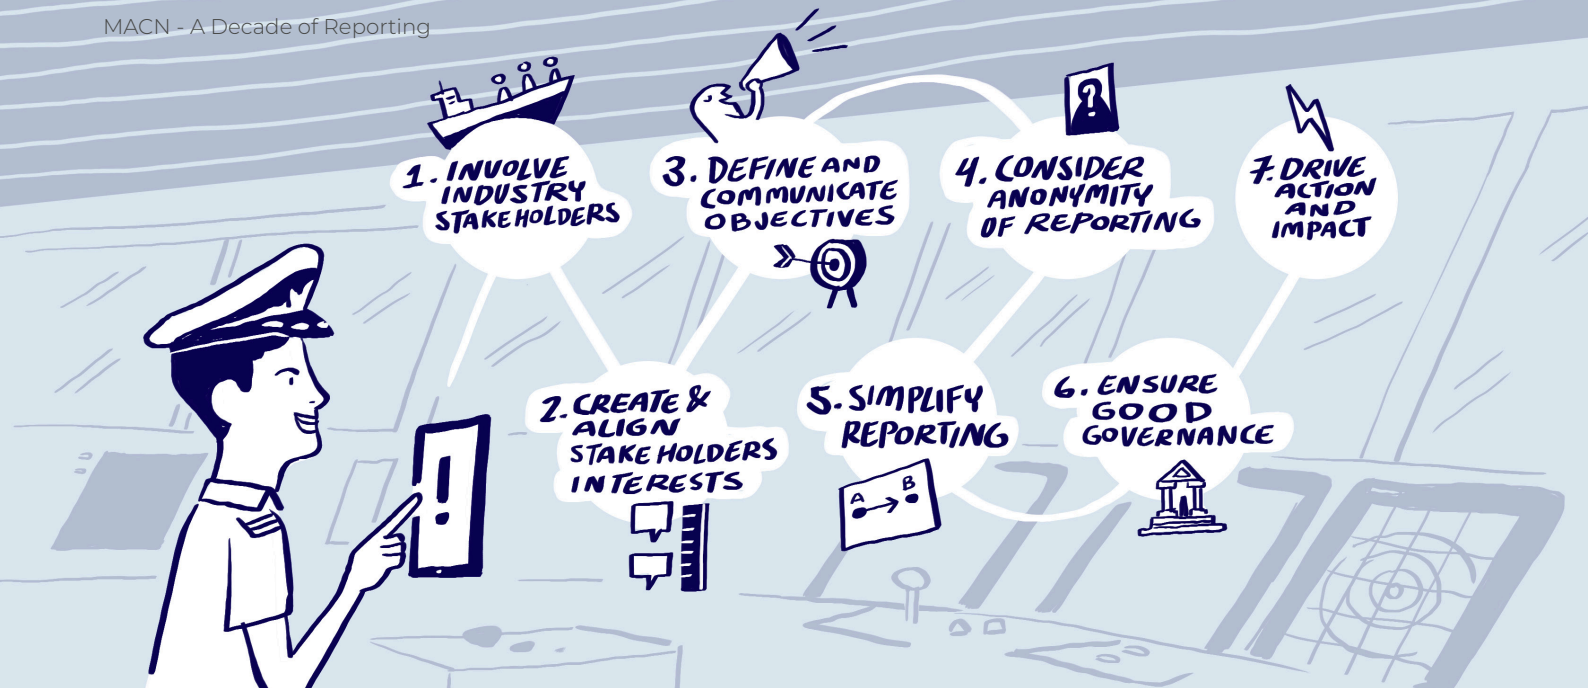 MACN - A Decade of Reporting
1. INVOLVE
INDUSTRY
STAKEHOLDERS
2. CREATE &
ALIGN
STAKEHOLDERS
INTERESTS
3. DEFINE AND
COMMUNICATE
OBJECTIVES
4. CONSIDER
ANONYMITY
OF REPORTING
?
5. SIMPLIFY
REPORTING
A B
6. ENSURE
GOOD
GOVERNANCE
7. DRIVE
ACTION
AND
IMPACT
!